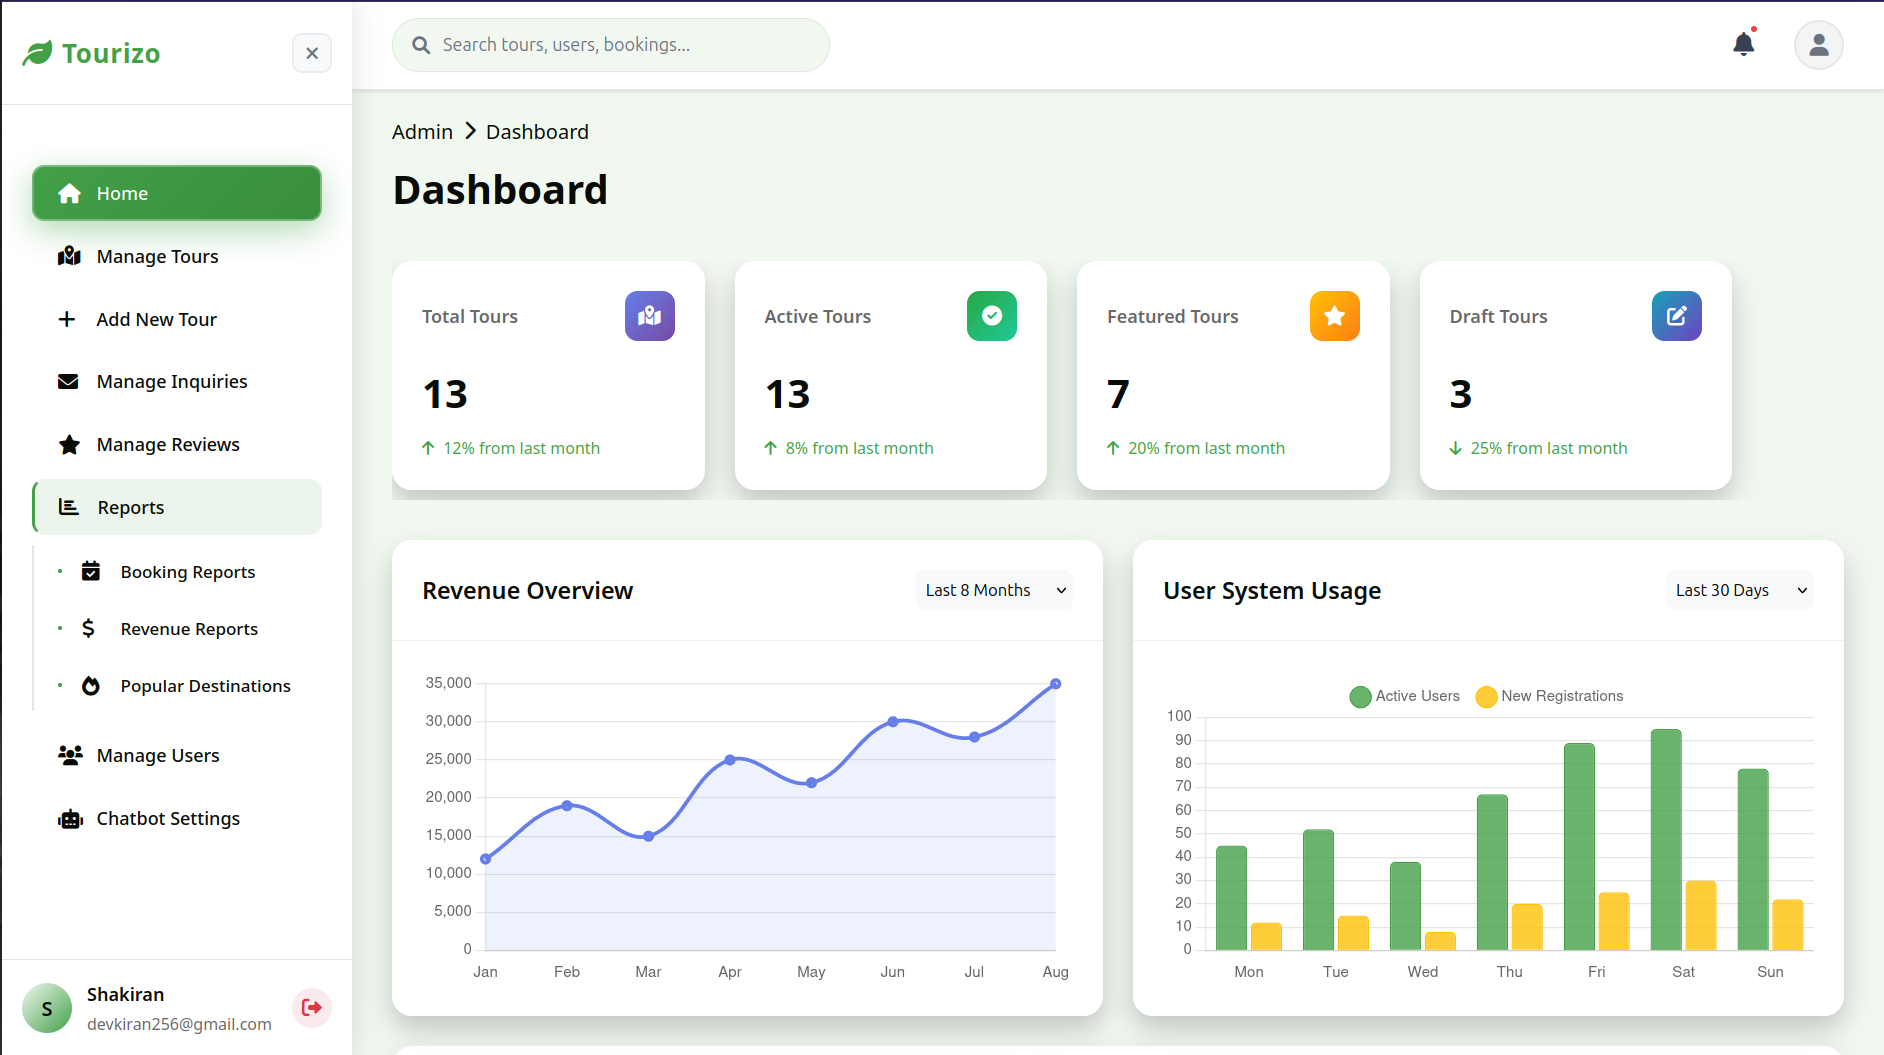 Tourizo
Search tours, users, bookings...
Home
Manage Tours
Add New Tour
Manage Inquiries
Manage Reviews
Reports
Booking Reports
Revenue Reports
Popular Destinations
Manage Users
Chatbot Settings
S
Shakiran
devkiran256@gmail.com
Admin Dashboard
Dashboard
Total Tours
13
12% from last month
Active Tours
13
8% from last month
Featured Tours
7
20% from last month
Draft Tours
3
25% from last month
Revenue Overview
Last 8 Months
35,000
30,000
25,000
20,000
15,000
10,000
5,000
0
Jan Feb Mar Apr May Jun Jul Aug
User System Usage
Last 30 Days
Active Users New Registrations
100
90
80
70
60
50
40
30
20
10
0
Mon Tue Wed Thu Fri Sat Sun